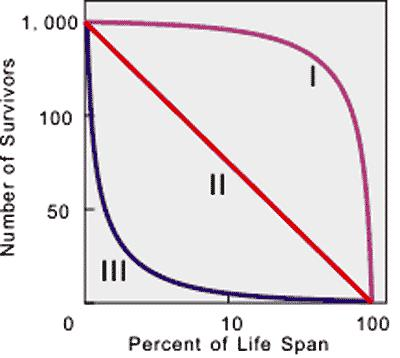 Number of Survivors
1,000
100
50
I
II
III
0
10
100
Percent of Life Span